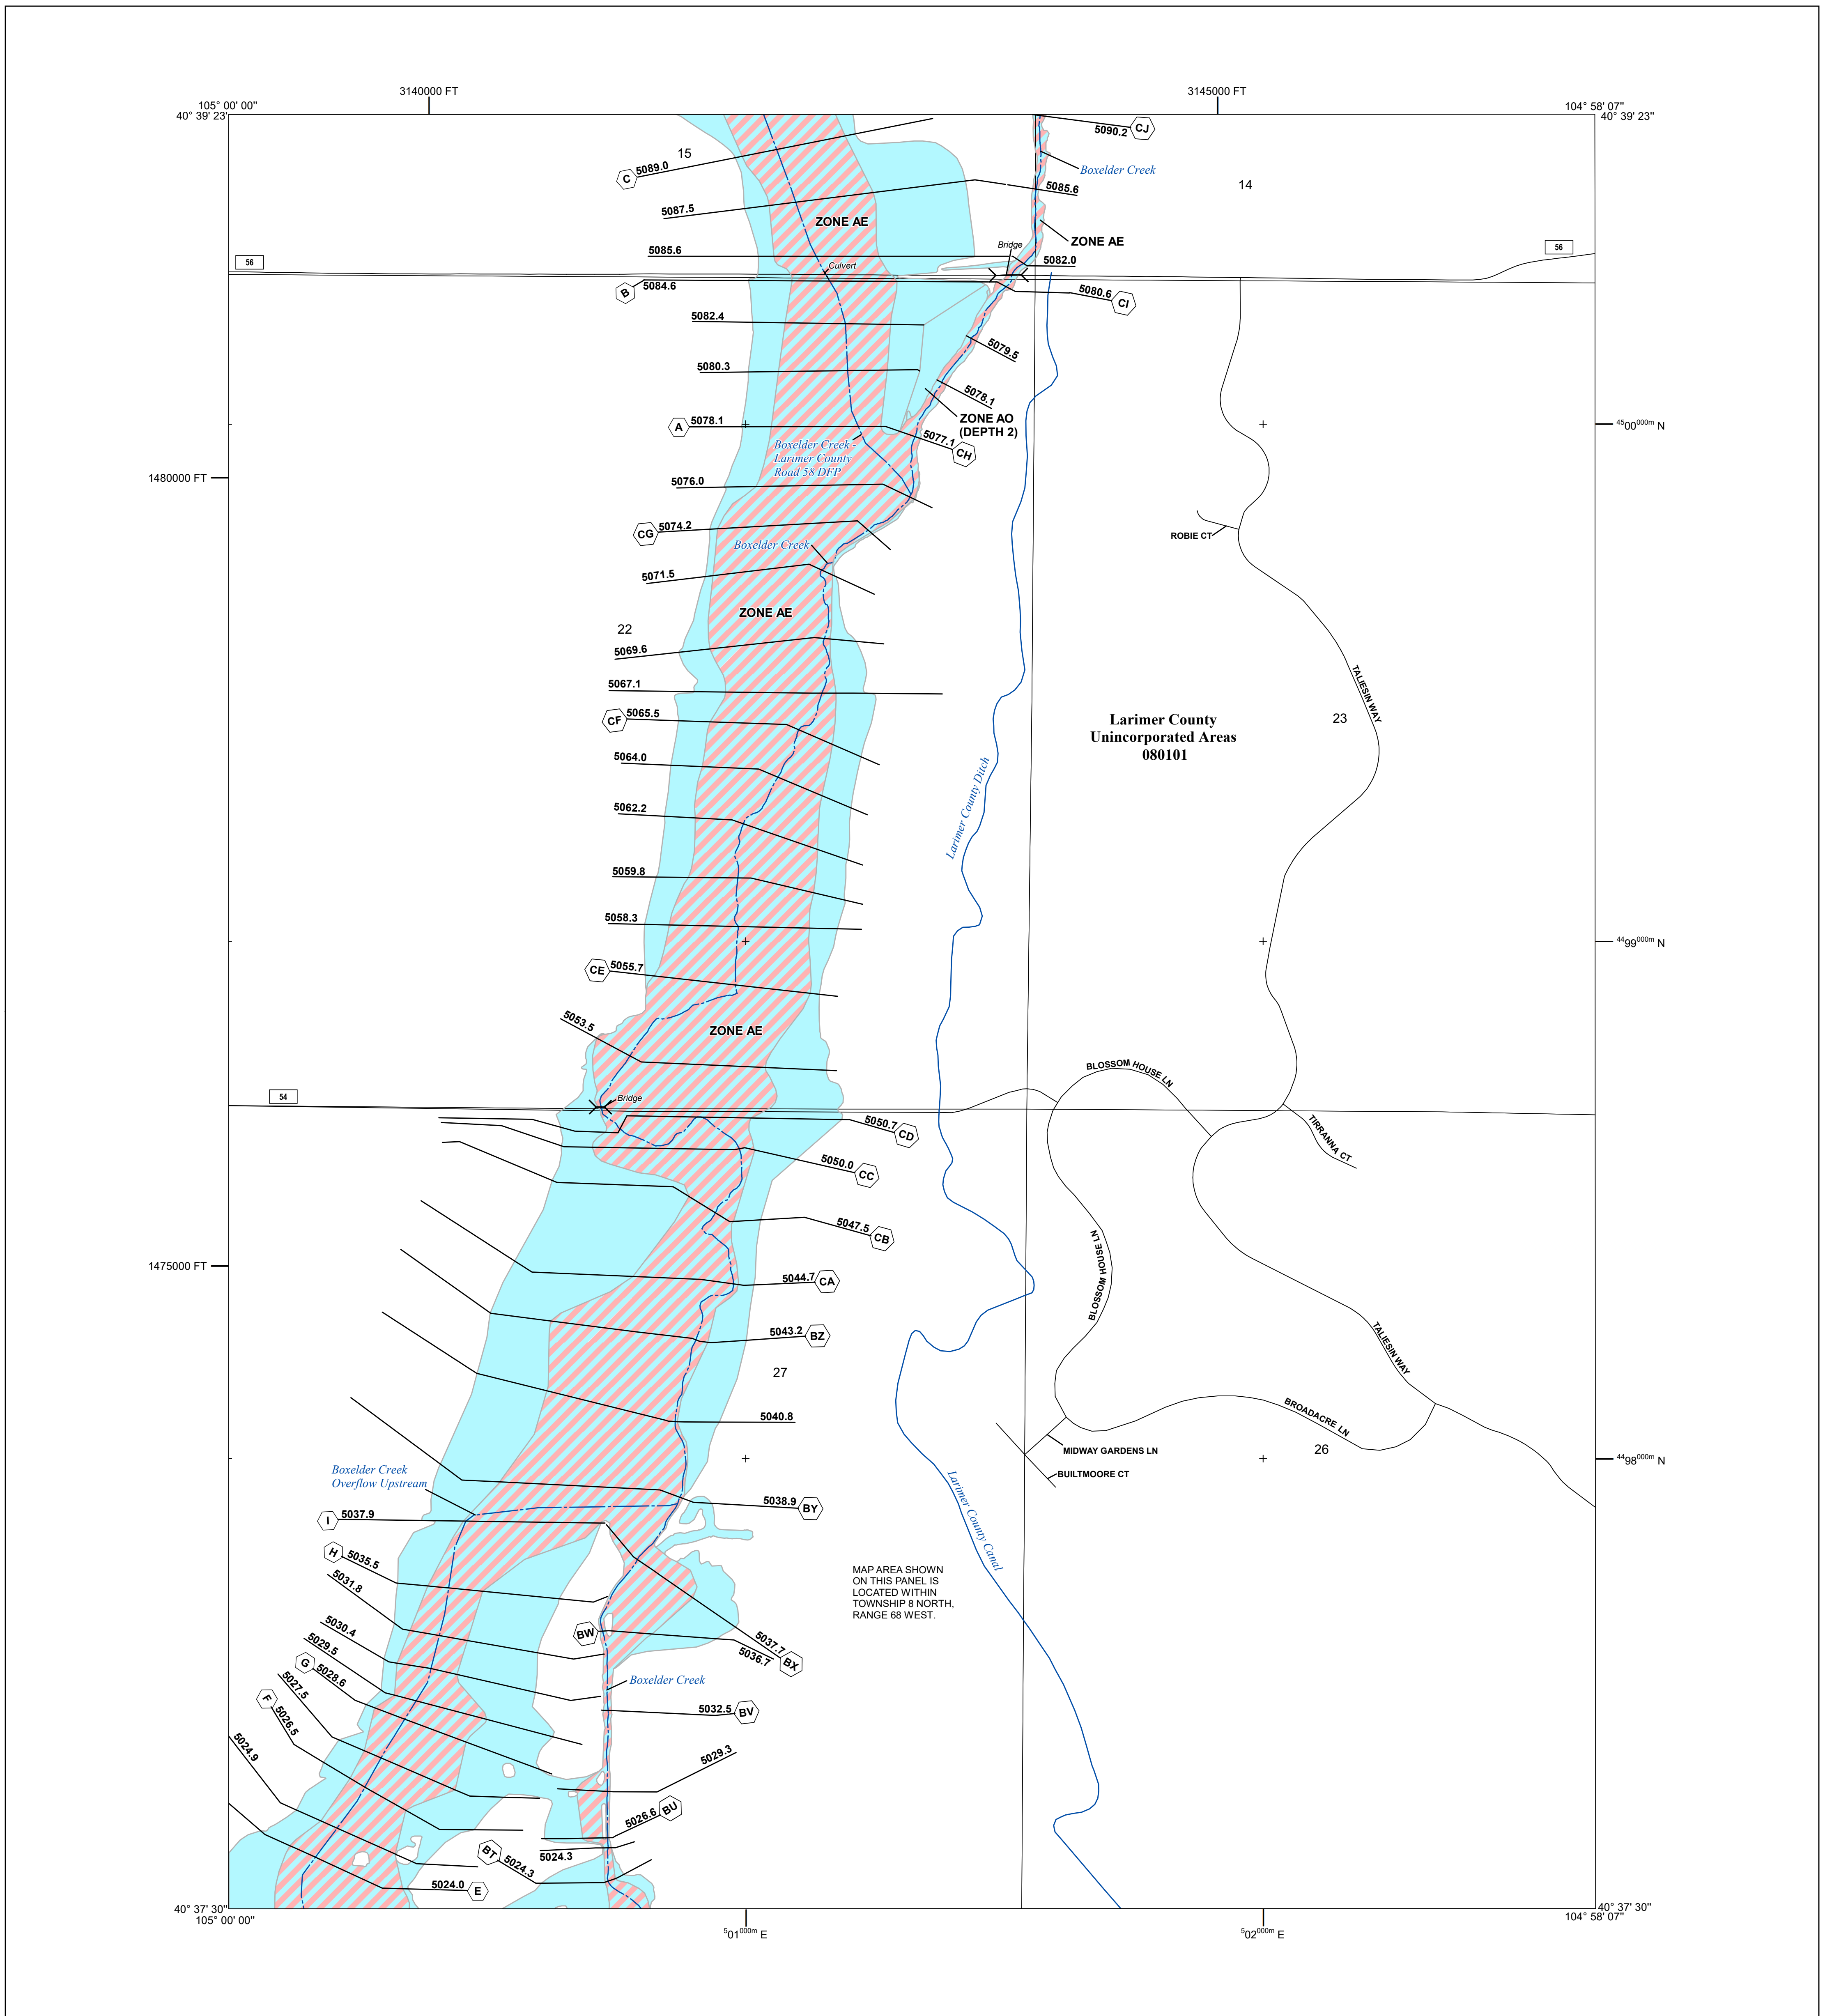 3140000 FT
3145000 FT
105° 00' 00"
104° 58' 07"
40° 39' 23"
40° 39' 23"
CJ
5090.2
15
Boxelder Creek
C
5089.0
14
5085.6
5087.5
ZONE AE
ZONE AE
Bridge
56
5085.6
5082.0
56
Culvert
B
5084.6
5080.6
CI
5082.4
5079.5
5080.3
5078.1
ZONE AO
(DEPTH 2)
A
5078.1
5077.1
CH
4500000m N
Boxelder Creek -
Larimer County
Road 58 DFP
1480000 FT
5076.0
CG
5074.2
ROBIE CT
Boxelder Creek
5071.5
ZONE AE
22
5069.6
5067.1
TALIESIN WAY
CF
5065.5
Larimer County
Unincorporated Areas
080101
23
5064.0
Larimer County Ditch
5062.2
5059.8
5058.3
4499000m N
CE
5055.7
5053.5
ZONE AE
BLOSSOM HOUSE LN
54
Bridge
5050.7
CD
TIRRANNA CT
5050.0
CC
5047.5
CB
BLOSSOM HOUSE LN
1475000 FT
5044.7
CA
5043.2
BZ
TALIESIN WAY
27
5040.8
BROADACRE LN
26
MIDWAY GARDENS LN
4498000m N
BUILTMOORE CT
Boxelder Creek
Overflow Upstream
Larimer County Canal
5038.9
BY
I
5037.9
H
5035.5
MAP AREA SHOWN
ON THIS PANEL IS
LOCATED WITHIN
TOWNSHIP 8 NORTH,
RANGE 68 WEST.
5031.8
5030.4
BW
5037.7
BX
5036.7
5029.5
G
5028.6
Boxelder Creek
5027.5
F
5026.5
5032.5
BV
5024.9
5029.3
5026.6
BU
BT
5024.3
5024.3
5024.0
E
40° 37' 30"
40° 37' 30"
105° 00' 00"
104° 58' 07"
501000m E
502000m E